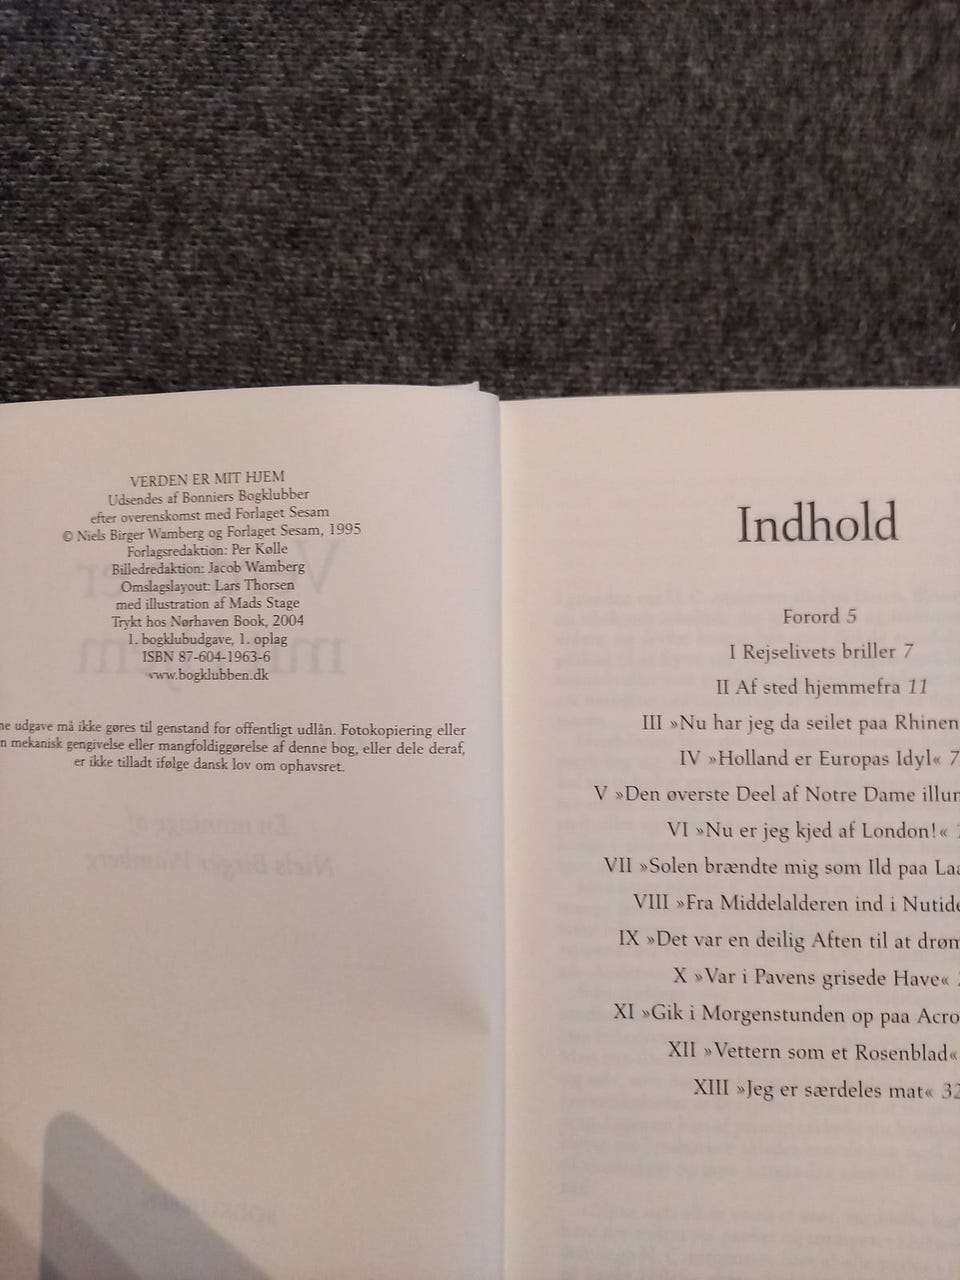 VERDEN ER MIT HJEM
Udsendes af Bonniers Bogklubber
efter overenskomst med Forlaget Sesam
© Niels Birger Wamberg og Forlaget Sesam, 1995
Forlagsredaktion: Per Kølle
Billedredaktion: Jacob Wamberg
Omslagslayout: Lars Thorsen
med illustration af Mads Stage
Trykt hos Nørhaven Book, 2004
1. bogklubudgave, 1. oplag
ISBN 87-604-1963-6
www.bogklubben.dk
ne udgave må ikke gøres til genstand for offentligt udlån. Fotokopiering eller
n mekanisk gengivelse eller mangfoldiggørelse af denne bog, eller dele deraf,
er ikke tilladt ifølge dansk lov om ophavsret.
Indhold
Forord 5
I Rejselivets briller 7
II Af sted hjemmefra 11
III »Nu har jeg da seilet paa Rhinen
IV »Holland er Europas Idyl« 7
V »Den øverste Deel af Notre Dame illum
VI »Nu er jeg kjed af London!«
VII »Solen brændte mig som Ild paa Laa
VIII »Fra Middelalderen ind i Nutide
IX »Det var en deilig Aften til at drøm
X »Var i Pavens grisede Have«
XI »Gik i Morgenstunden op paa Acro
XII »Vettern som et Rosenblad«
XIII »Jeg er særdeles mat« 32